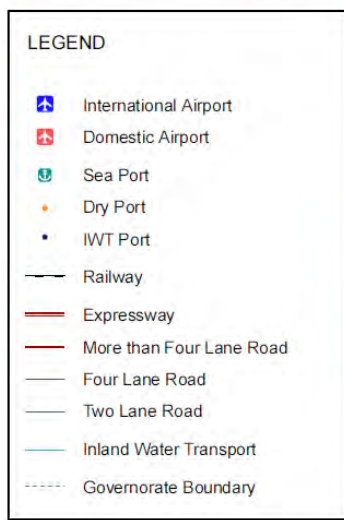 LEGEND
International Airport
Domestic Airport
Sea Port
Dry Port
IWT Port
Railway
Expressway
More than Four Lane Road
Four Lane Road
Two Lane Road
Inland Water Transport
Governorate Boundary